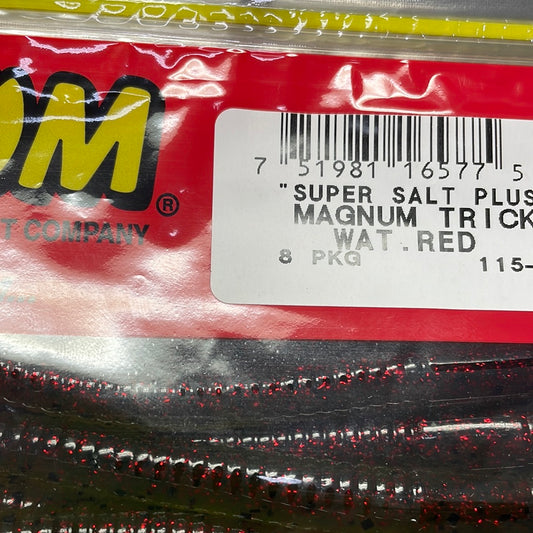 OM®
T COMPANY
7 51981 16577 5
"SUPER SALT PLUS
MAGNUM TRICK
WAT.RED
8 PKG 115-